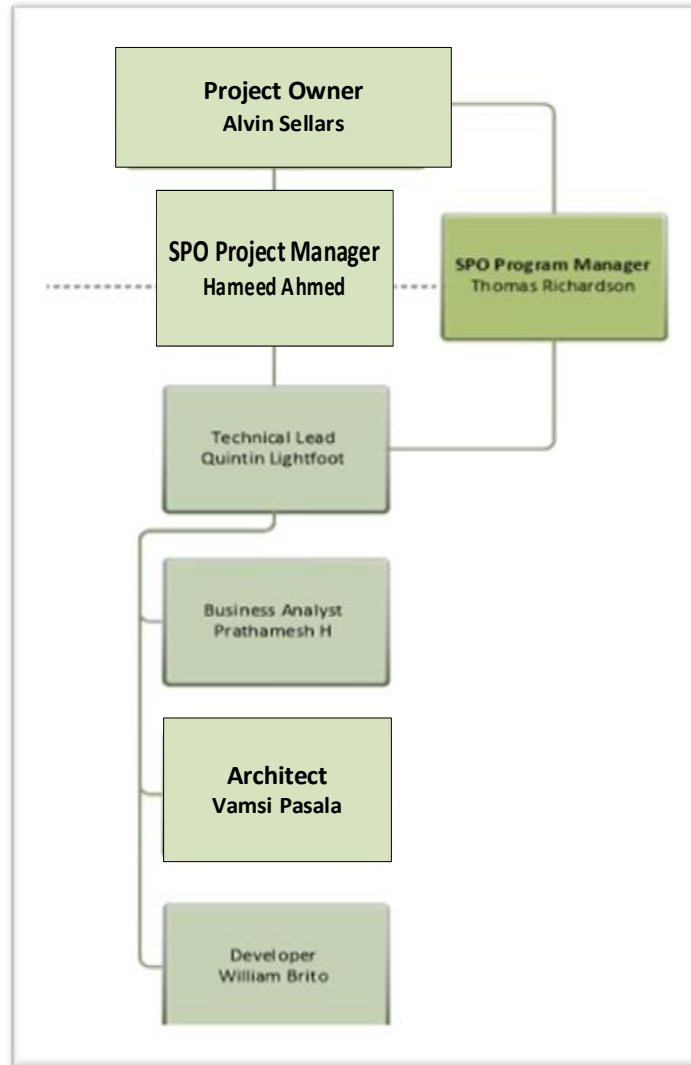 Project Owner
Alvin Sellars
SPO Project Manager
Hameed Ahmed
SPO Program Manager
Thomas Richardson
Technical Lead
Quintin Lightfoot
Business Analyst
Prathamesh H
Architect
Vamsi Pasala
Developer
William Brito